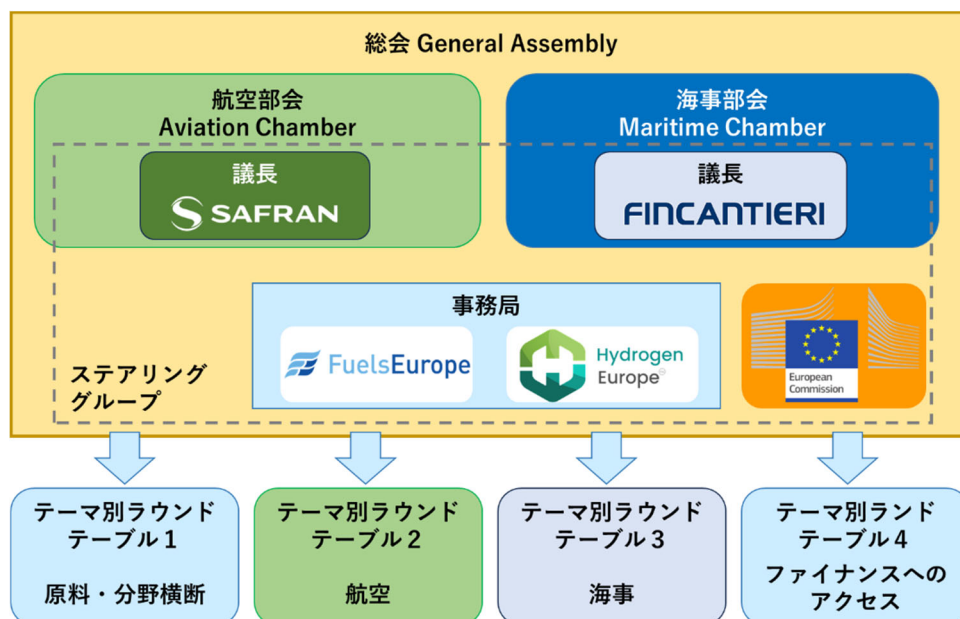 総会 General Assembly
航空部会
Aviation Chamber
議長
SAFRAN
海事部会
Maritime Chamber
議長
FINCANTIERI
事務局
FuelsEurope
Hydrogen
Europe
European
Commission
ステアリング
グループ
テーマ別ラウンド
テーブル1
原料・分野横断
テーマ別ラウンド
テーブル2
航空
テーマ別ラウンド
テーブル3
海事
テーマ別ランド
テーブル4
ファイナンスへの
アクセス